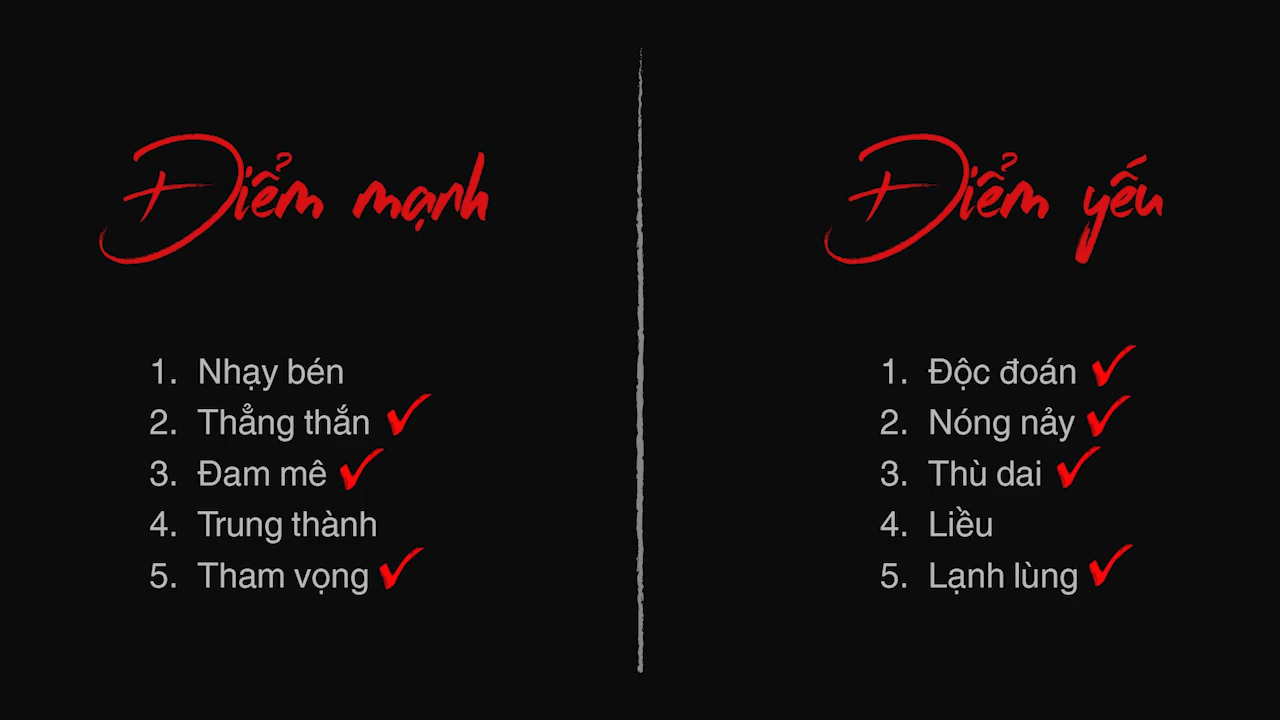 Điểm mạnh
1. Nhạy bén
2. Thẳng thắn ✓
3. Đam mê ✓
4. Trung thành
5. Tham vọng ✓
Điểm yếu
1. Độc đoán ✓
2. Nóng nảy ✓
3. Thù dai ✓
4. Liều
5. Lạnh lùng ✓